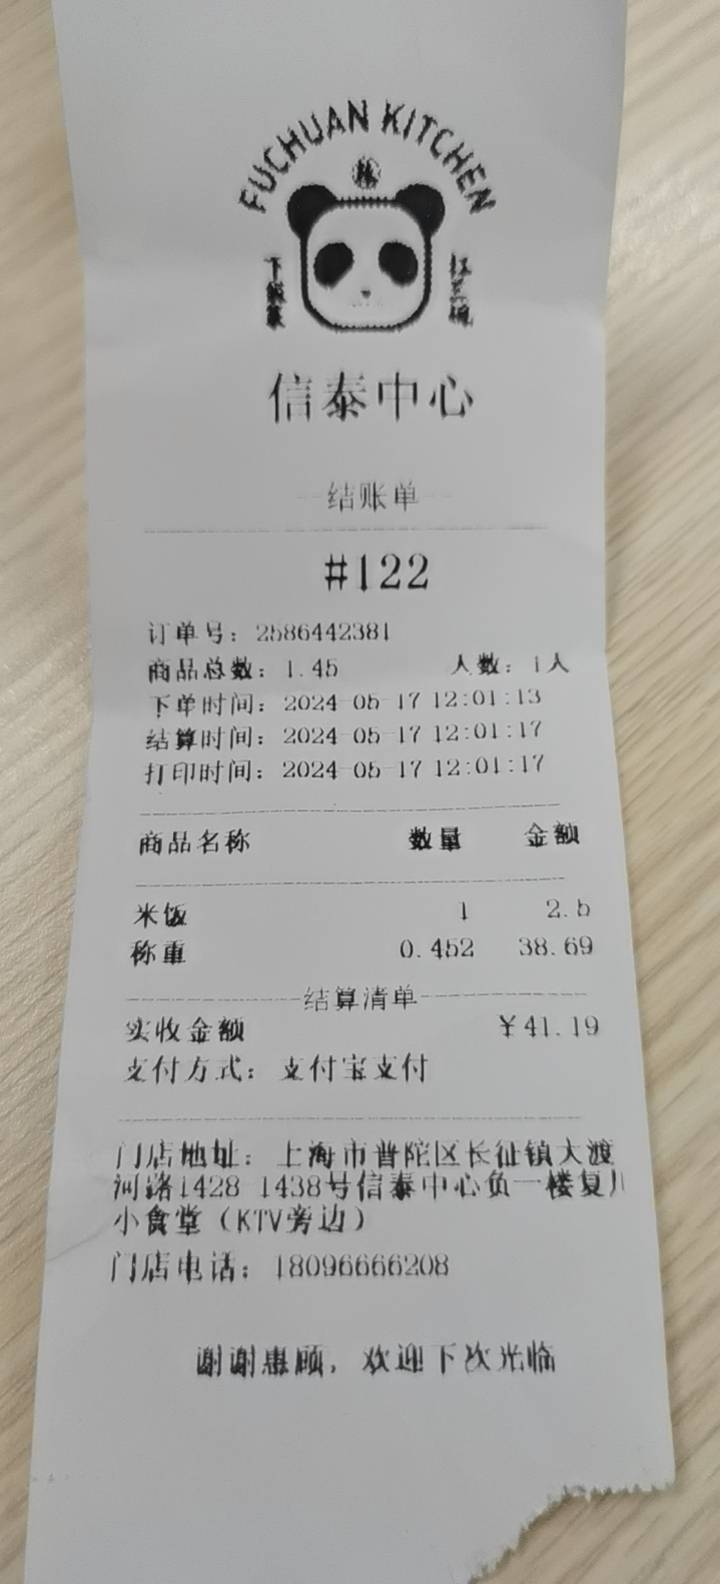 FUCHUAN KITCHEN
辣
下饭菜
红荒碗
信泰中心
结账单
#122
订单号：2586442381
商品总数：1.45 人数：1人
下单时间：2024-05-17 12:01:13
结算时间：2024-05-17 12:01:17
打印时间：2024-05-17 12:01:17
商品名称 数量 金额
米饭 1 2.5
称重 0.452 38.69
结算清单
实收金额 ￥41.19
支付方式：支付宝支付
门店地址：上海市普陀区长征镇大渡
河路1428-1438号信泰中心负一楼复川
小食堂（KTV旁边）
门店电话：18096666208
谢谢惠顾，欢迎下次光临